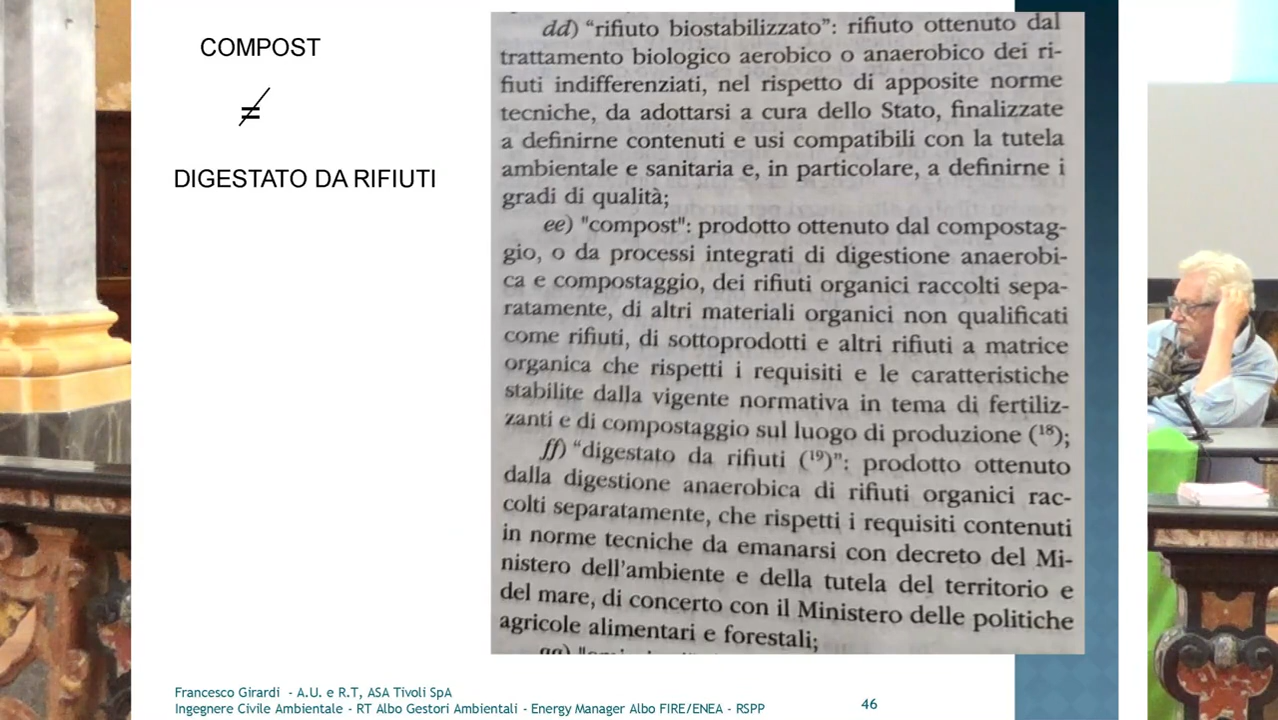 COMPOST
≠
DIGESTATO DA RIFIUTI
dd) “rifiuto biostabilizzato”: rifiuto ottenuto dal
trattamento biologico aerobico o anaerobico dei ri-
fiuti indifferenziati, nel rispetto di apposite norme
tecniche, da adottarsi a cura dello Stato, finalizzate
a definirne contenuti e usi compatibili con la tutela
ambientale e sanitaria e, in particolare, a definirne i
gradi di qualità;
ee) "compost": prodotto ottenuto dal compostag-
gio, o da processi integrati di digestione anaerobi-
ca e compostaggio, dei rifiuti organici raccolti sepa-
ratamente, di altri materiali organici non qualificati
come rifiuti, di sottoprodotti e altri rifiuti a matrice
organica che rispetti i requisiti e le caratteristiche
stabilite dalla vigente normativa in tema di fertiliz-
zanti e di compostaggio sul luogo di produzione (18);
ff) “digestato da rifiuti (19)”: prodotto ottenuto
dalla digestione anaerobica di rifiuti organici rac-
colti separatamente, che rispetti i requisiti contenuti
in norme tecniche da emanarsi con decreto del Mi-
nistero dell’ambiente e della tutela del territorio e
del mare, di concerto con il Ministero delle politiche
agricole alimentari e forestali;
Francesco Girardi - A.U. e R.T, ASA Tivoli SpA
Ingegnere Civile Ambientale - RT Albo Gestori Ambientali - Energy Manager Albo FIRE/ENEA - RSPP
46